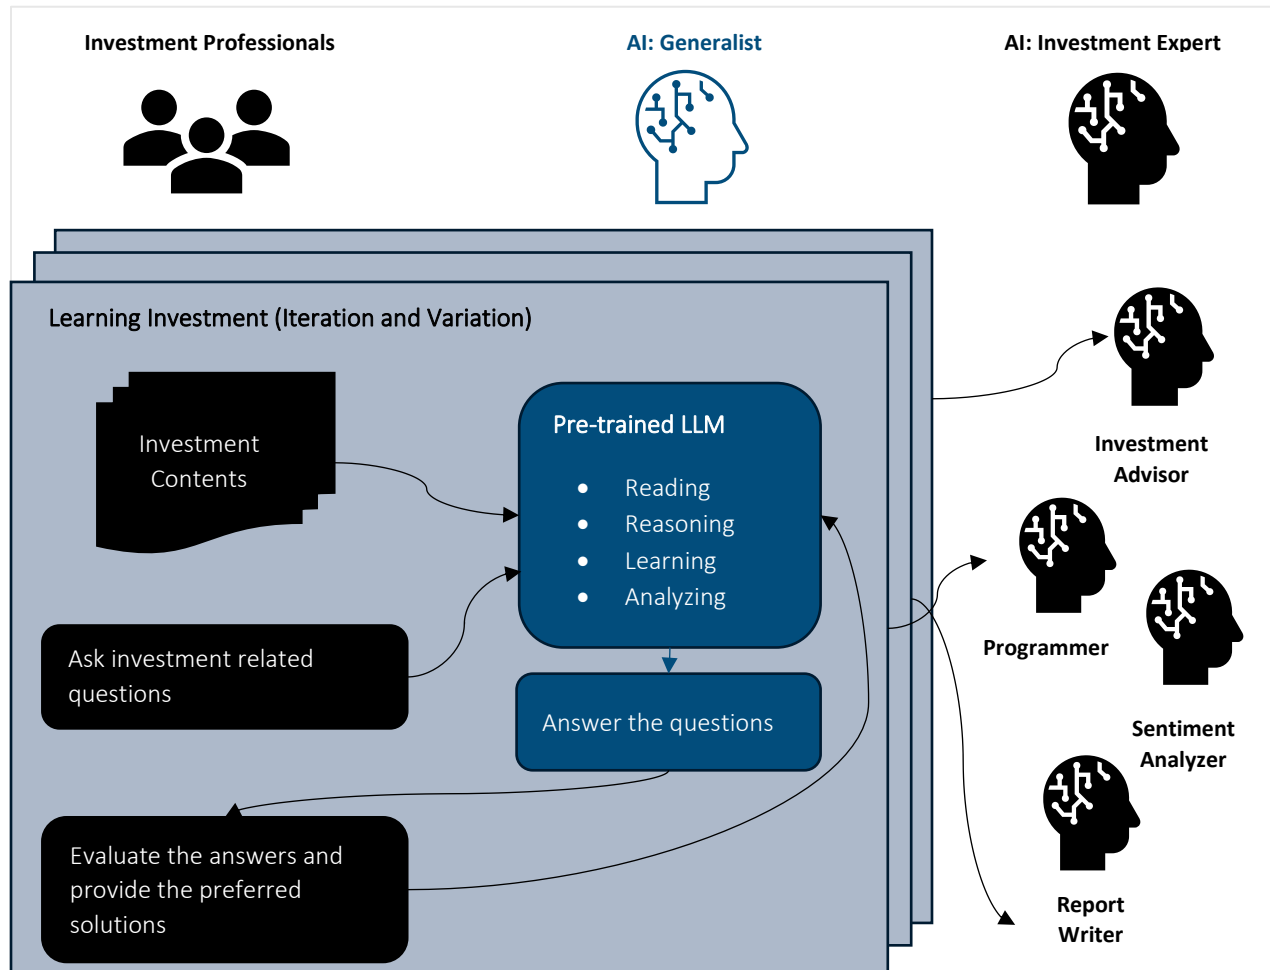 Investment Professionals
AI: Generalist
AI: Investment Expert
Learning Investment (Iteration and Variation)
Investment
Contents
Pre-trained LLM
• Reading
• Reasoning
• Learning
• Analyzing
Ask investment related
questions
Answer the questions
Evaluate the answers and
provide the preferred
solutions
Investment
Advisor
Programmer
Sentiment
Analyzer
Report
Writer